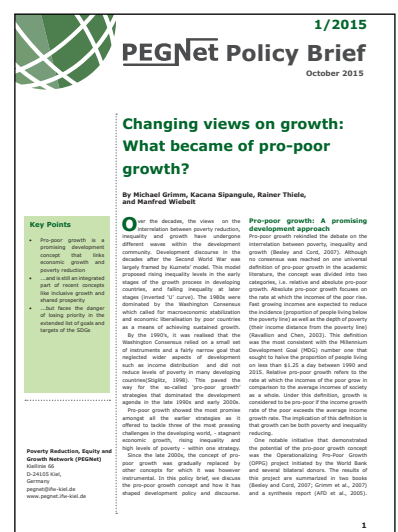 1/2015
PEGNet Policy Brief
October 2015
Changing views on growth:
What became of pro-poor
growth?
By Michael Grimm, Kacana Sipangule, Rainer Thiele,
and Manfred Wiebelt
Key Points
• Pro-poor growth is a
promising development
concept that links
economic growth and
poverty reduction
• ...and is still an integrated
part of recent concepts
like inclusive growth and
shared prosperity
• ...but faces the danger
of losing priority in the
extended list of goals and
targets of the SDGs
Poverty Reduction, Equity and
Growth Network (PEGNet)
Kiellinie 66
D-24105 Kiel,
Germany
pegnet@ifw-kiel.de
www.pegnet.ifw-kiel.de
Over the decades, the views on the
interrelation between poverty reduction,
inequality and growth have undergone
different waves within the development
community. Development discourse in the
decades after the Second World War was
largely framed by Kuznets' model. This model
proposed rising inequality levels in the early
stages of the growth process in developing
countries, and falling inequality at later
stages (inverted 'U' curve). The 1980s were
dominated by the Washington Consensus
which called for macroeconomic stabilization
and economic liberalisation by poor countries
as a means of achieving sustained growth.
By the 1990's, it was realised that the
Washington Consensus relied on a small set
of instruments and a fairly narrow goal that
neglected wider aspects of development
such as income distribution and did not
reduce levels of poverty in many developing
countries(Stiglitz, 1998). This paved the
way for the so-called 'pro-poor growth'
strategies that dominated the development
agenda in the late 1990s and early 2000s.
Pro-poor growth showed the most promise
amongst all the earlier strategies as it
offered to tackle three of the most pressing
challenges in the developing world, - stagnant
economic growth, rising inequality and
high levels of poverty - within one strategy.
Since the late 2000s, the concept of pro-
poor growth was gradually replaced by
other concepts for which it was however
instrumental. In this policy brief, we discuss
the pro-poor growth concept and how it has
shaped development policy and discourse.
Pro-poor growth: A promising
development approach
Pro-poor growth rekindled the debate on the
interrelation between poverty, inequality and
growth (Besley and Cord, 2007). Although
no consensus was reached on one universal
definition of pro-poor growth in the academic
literature, the concept was divided into two
categories, i.e. relative and absolute pro-poor
growth. Absolute pro-poor growth focuses on
the rate at which the incomes of the poor rise.
Fast growing incomes are expected to reduce
the incidence (proportion of people living below
the poverty line) as well as the depth of poverty
(their income distance from the poverty line)
(Ravallion and Chen, 2003). This definition
was the most consistent with the Millennium
Development Goal (MDG) number one that
sought to halve the proportion of people living
on less than $1.25 a day between 1990 and
2015. Relative pro-poor growth refers to the
rate at which the incomes of the poor grow in
comparison to the average incomes of society
as a whole. Under this definition, growth is
considered to be pro-poor if the income growth
rate of the poor exceeds the average income
growth rate. The implication of this definition is
that growth can be both poverty and inequality
reducing.
One notable initiative that demonstrated
the potential of the pro-poor growth concept
was the Operationalizing Pro-Poor Growth
(OPPG) project initiated by the World Bank
and several bilateral donors. The results of
this project are summarized in two books
(Besley and Cord, 2007; Grimm et al., 2007)
and a synthesis report (AFD et al., 2005).
1